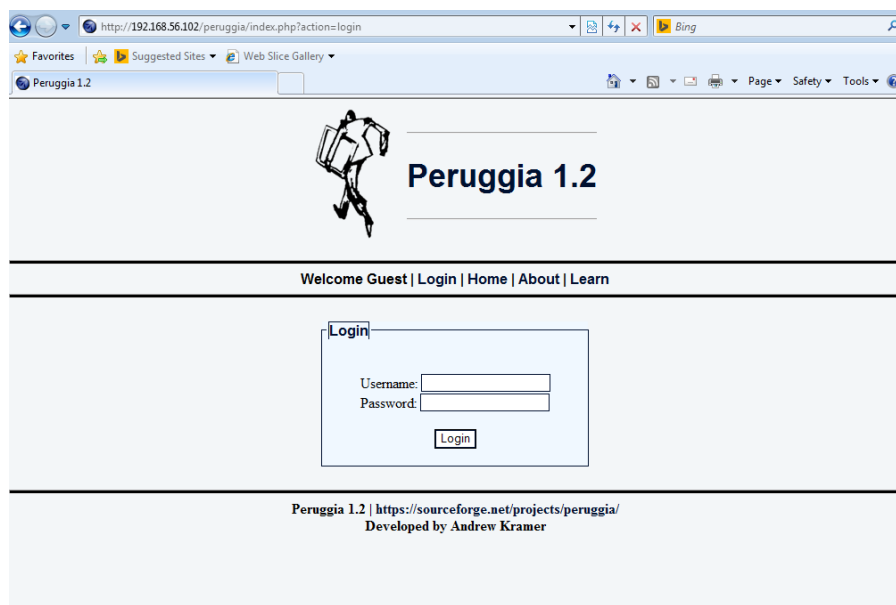 http://192.168.56.102/peruggia/index.php?action=login Bing
Favorites Suggested Sites Web Slice Gallery
Peruggia 1.2 Page Safety Tools
Peruggia 1.2
Welcome Guest | Login | Home | About | Learn
Login
Username:
Password:
Login
Peruggia 1.2 | https://sourceforge.net/projects/peruggia/
Developed by Andrew Kramer